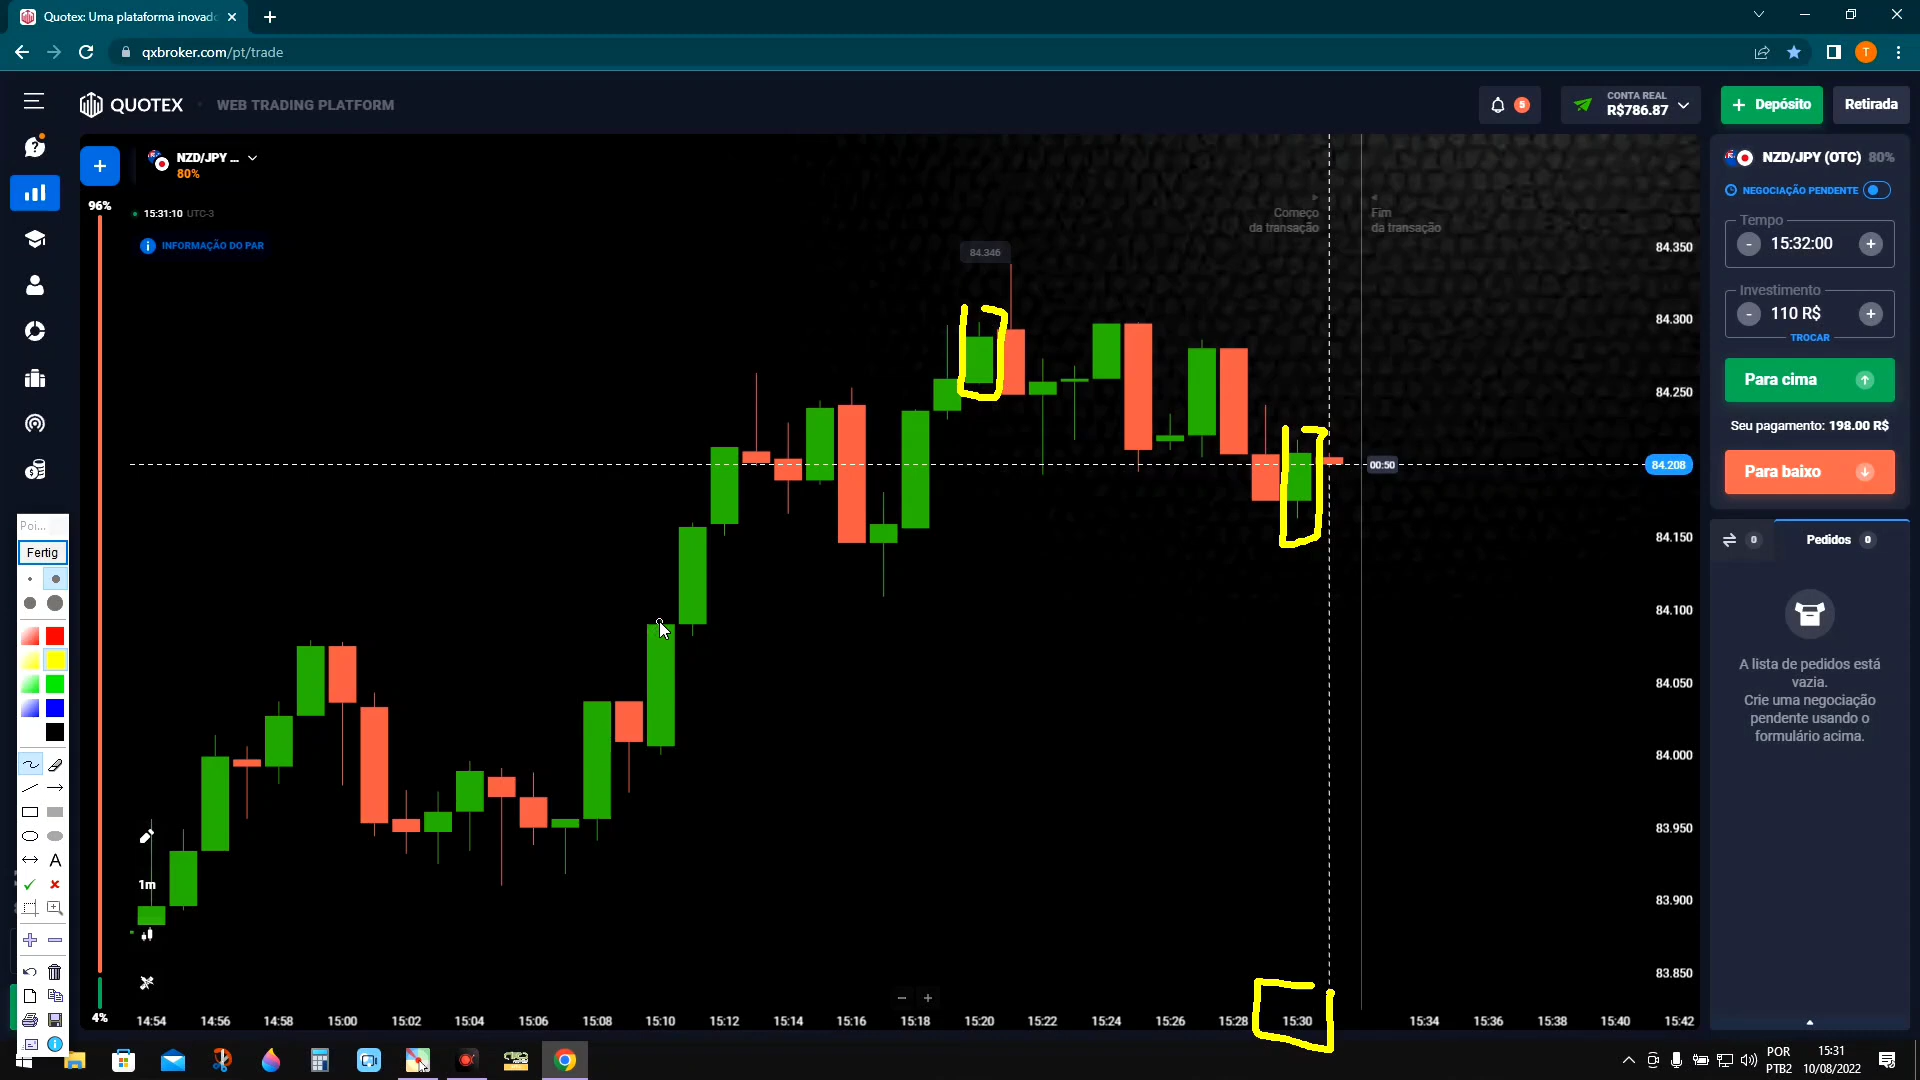 Quotex: Uma plataforma inovado
qxbroker.com/pt/trade
T
QUOTEX
WEB TRADING PLATFORM
5
CONTA REAL
R$786.87
+ Depósito
Retirada
+
NZD/JPY ...
80%
96%
15:31:10 UTC-3
INFORMAÇÃO DO PAR
84.346
Começo
da transação
Fim
da transação
84.350
84.300
84.250
00:50
84.208
84.150
84.100
84.050
84.000
83.950
83.900
83.850
NZD/JPY (OTC) 80%
NEGOCIAÇÃO PENDENTE
Tempo
- 15:32:00 +
Investimento
- 110 R$ +
TROCAR
Para cima
Seu pagamento: 198.00 R$
Para baixo
0
Pedidos 0
A lista de pedidos está
vazia.
Crie uma negociação
pendente usando o
formulário acima.
Poi...
Fertig
A
1m
4%
14:54 14:56 14:58 15:00 15:02 15:04 15:06 15:08 15:10 15:12 15:14 15:16 15:18 15:20 15:22 15:24 15:26 15:28 15:30 15:34 15:36 15:38 15:40 15:42
POR
PTB2
15:31
10/08/2022